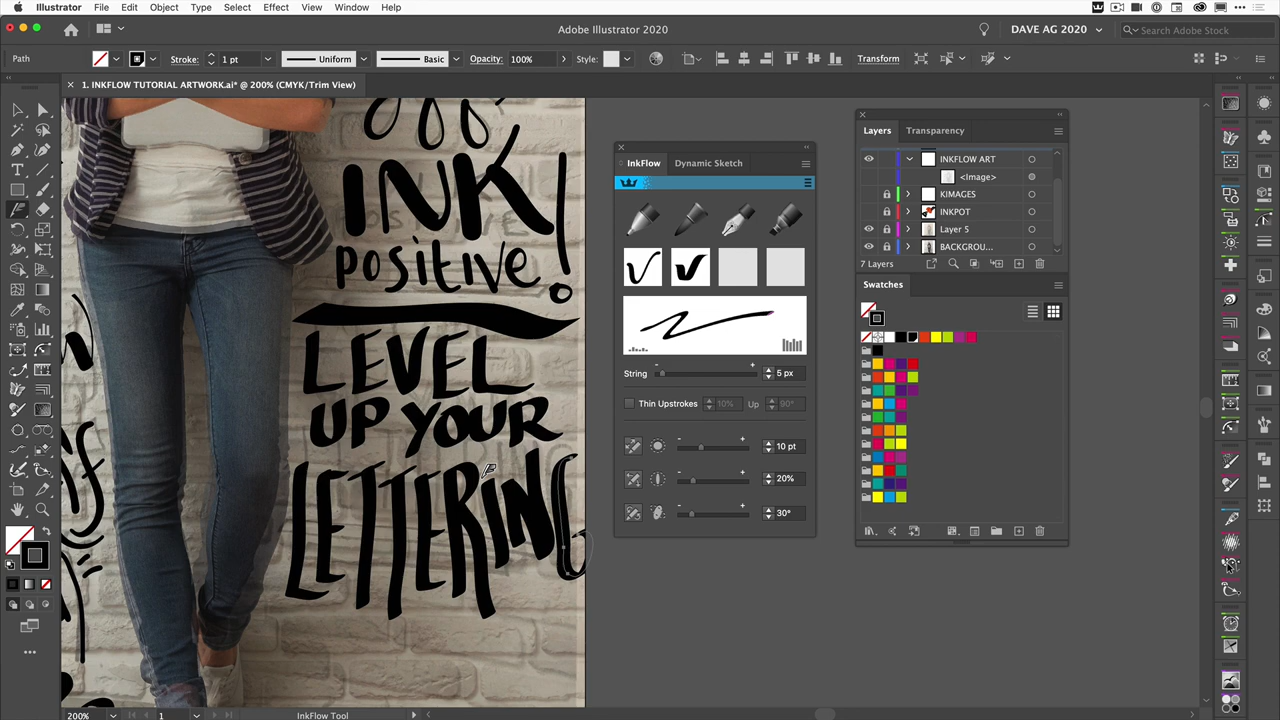 Illustrator File Edit Object Type Select Effect View Window Help
Adobe Illustrator 2020
DAVE AG 2020
Search Adobe Stock
Path Stroke: 1 pt Uniform Basic Opacity: 100% Style: Transform
1. INKFLOW TUTORIAL ARTWORK.ai* @ 200% (CMYK/Trim View)
INK!
positive
LEVEL
UP YOUR
LETTERING
InkFlow Dynamic Sketch
String 5 px
Thin Upstrokes 10% Up 90°
10 pt
20%
30°
Layers Transparency
INKFLOW ART
<Image>
KIMAGES
INKPOT
Layer 5
BACKGROU...
7 Layers
Swatches
200% 1 InkFlow Tool